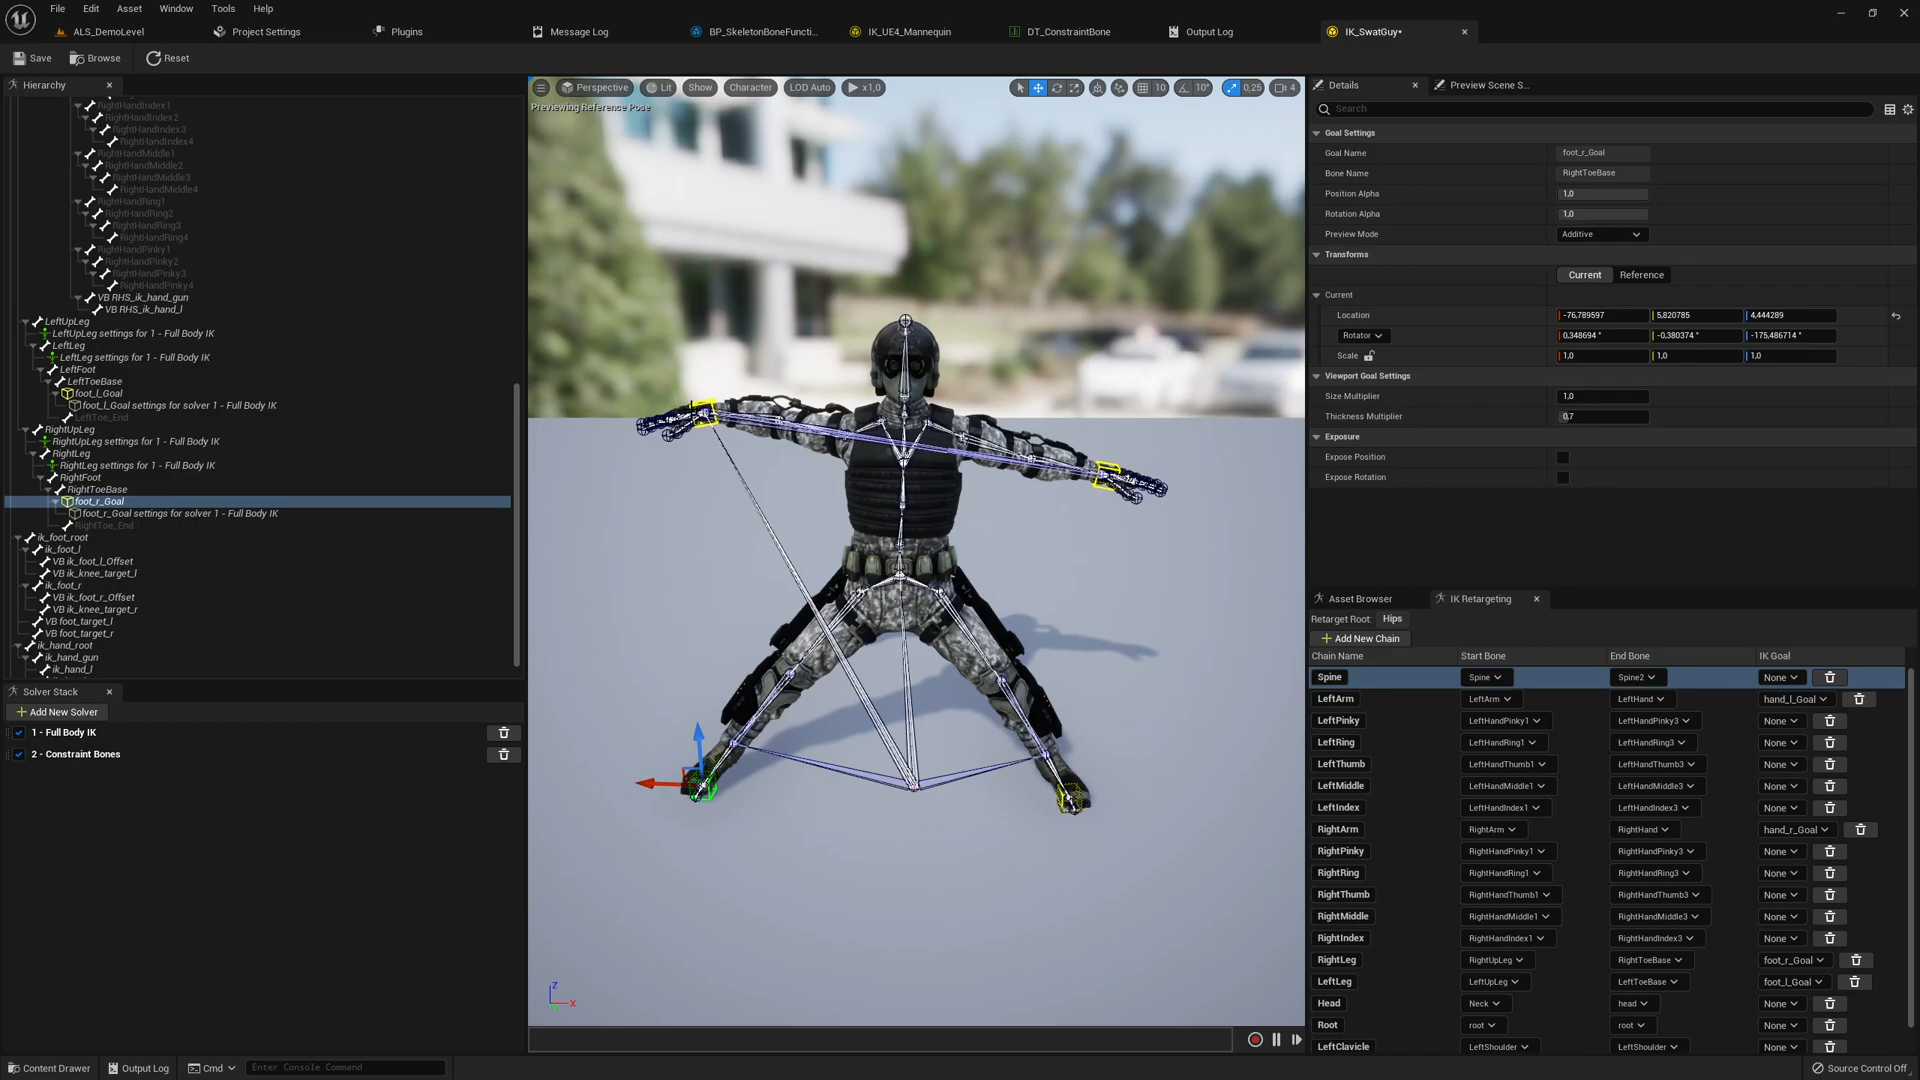 File Edit Asset Window Tools Help
ALS_DemoLevel
Project Settings
Plugins
Message Log
BP_SkeletonBoneFuncti...
IK_UE4_Mannequin
DT_ConstraintBone
Output Log
IK_SwatGuy*
Save
Browse
Reset
Hierarchy
RightHandIndex1
RightHandIndex2
RightHandIndex3
RightHandIndex4
RightHandMiddle1
RightHandMiddle2
RightHandMiddle3
RightHandMiddle4
RightHandRing1
RightHandRing2
RightHandRing3
RightHandRing4
RightHandPinky1
RightHandPinky2
RightHandPinky3
RightHandPinky4
VB RHS_ik_hand_gun
VB RHS_ik_hand_l
LeftUpLeg
LeftUpLeg settings for 1 - Full Body IK
LeftLeg
LeftLeg settings for 1 - Full Body IK
LeftFoot
LeftToeBase
foot_l_Goal
foot_l_Goal settings for solver 1 - Full Body IK
LeftToe_End
RightUpLeg
RightUpLeg settings for 1 - Full Body IK
RightLeg
RightLeg settings for 1 - Full Body IK
RightFoot
RightToeBase
foot_r_Goal
foot_r_Goal settings for solver 1 - Full Body IK
RightToe_End
ik_foot_root
ik_foot_l
VB ik_foot_l_Offset
VB ik_knee_target_l
ik_foot_r
VB ik_foot_r_Offset
VB ik_knee_target_r
VB foot_target_l
VB foot_target_r
ik_hand_root
ik_hand_gun
ik_hand_l
Solver Stack
Add New Solver
1 - Full Body IK
2 - Constraint Bones
Perspective Lit Show Character LOD Auto x1,0 10 10° 0,25 4
Previewing Reference Pose
Z
X
Details
Preview Scene S...
Search
Goal Settings
Goal Name foot_r_Goal
Bone Name RightToeBase
Position Alpha 1,0
Rotation Alpha 1,0
Preview Mode Additive
Transforms
Current Reference
Current
Location -76,789597 5,820785 4,444289
Rotator 0,348694 ° -0,380374 ° -175,486714 °
Scale 1,0 1,0 1,0
Viewport Goal Settings
Size Multiplier 1,0
Thickness Multiplier 0,7
Exposure
Expose Position
Expose Rotation
Asset Browser
IK Retargeting
Retarget Root: Hips
Add New Chain
Chain Name Start Bone End Bone IK Goal
Spine Spine Spine2 None
LeftArm LeftArm LeftHand hand_l_Goal
LeftPinky LeftHandPinky1 LeftHandPinky3 None
LeftRing LeftHandRing1 LeftHandRing3 None
LeftThumb LeftHandThumb1 LeftHandThumb3 None
LeftMiddle LeftHandMiddle1 LeftHandMiddle3 None
LeftIndex LeftHandIndex1 LeftHandIndex3 None
RightArm RightArm RightHand hand_r_Goal
RightPinky RightHandPinky1 RightHandPinky3 None
RightRing RightHandRing1 RightHandRing3 None
RightThumb RightHandThumb1 RightHandThumb3 None
RightMiddle RightHandMiddle1 RightHandMiddle3 None
RightIndex RightHandIndex1 RightHandIndex3 None
RightLeg RightUpLeg RightToeBase foot_r_Goal
LeftLeg LeftUpLeg LeftToeBase foot_l_Goal
Head Neck head None
Root root root None
LeftClavicle LeftShoulder LeftShoulder None
Content Drawer
Output Log
Cmd
Enter Console Command
Source Control Off